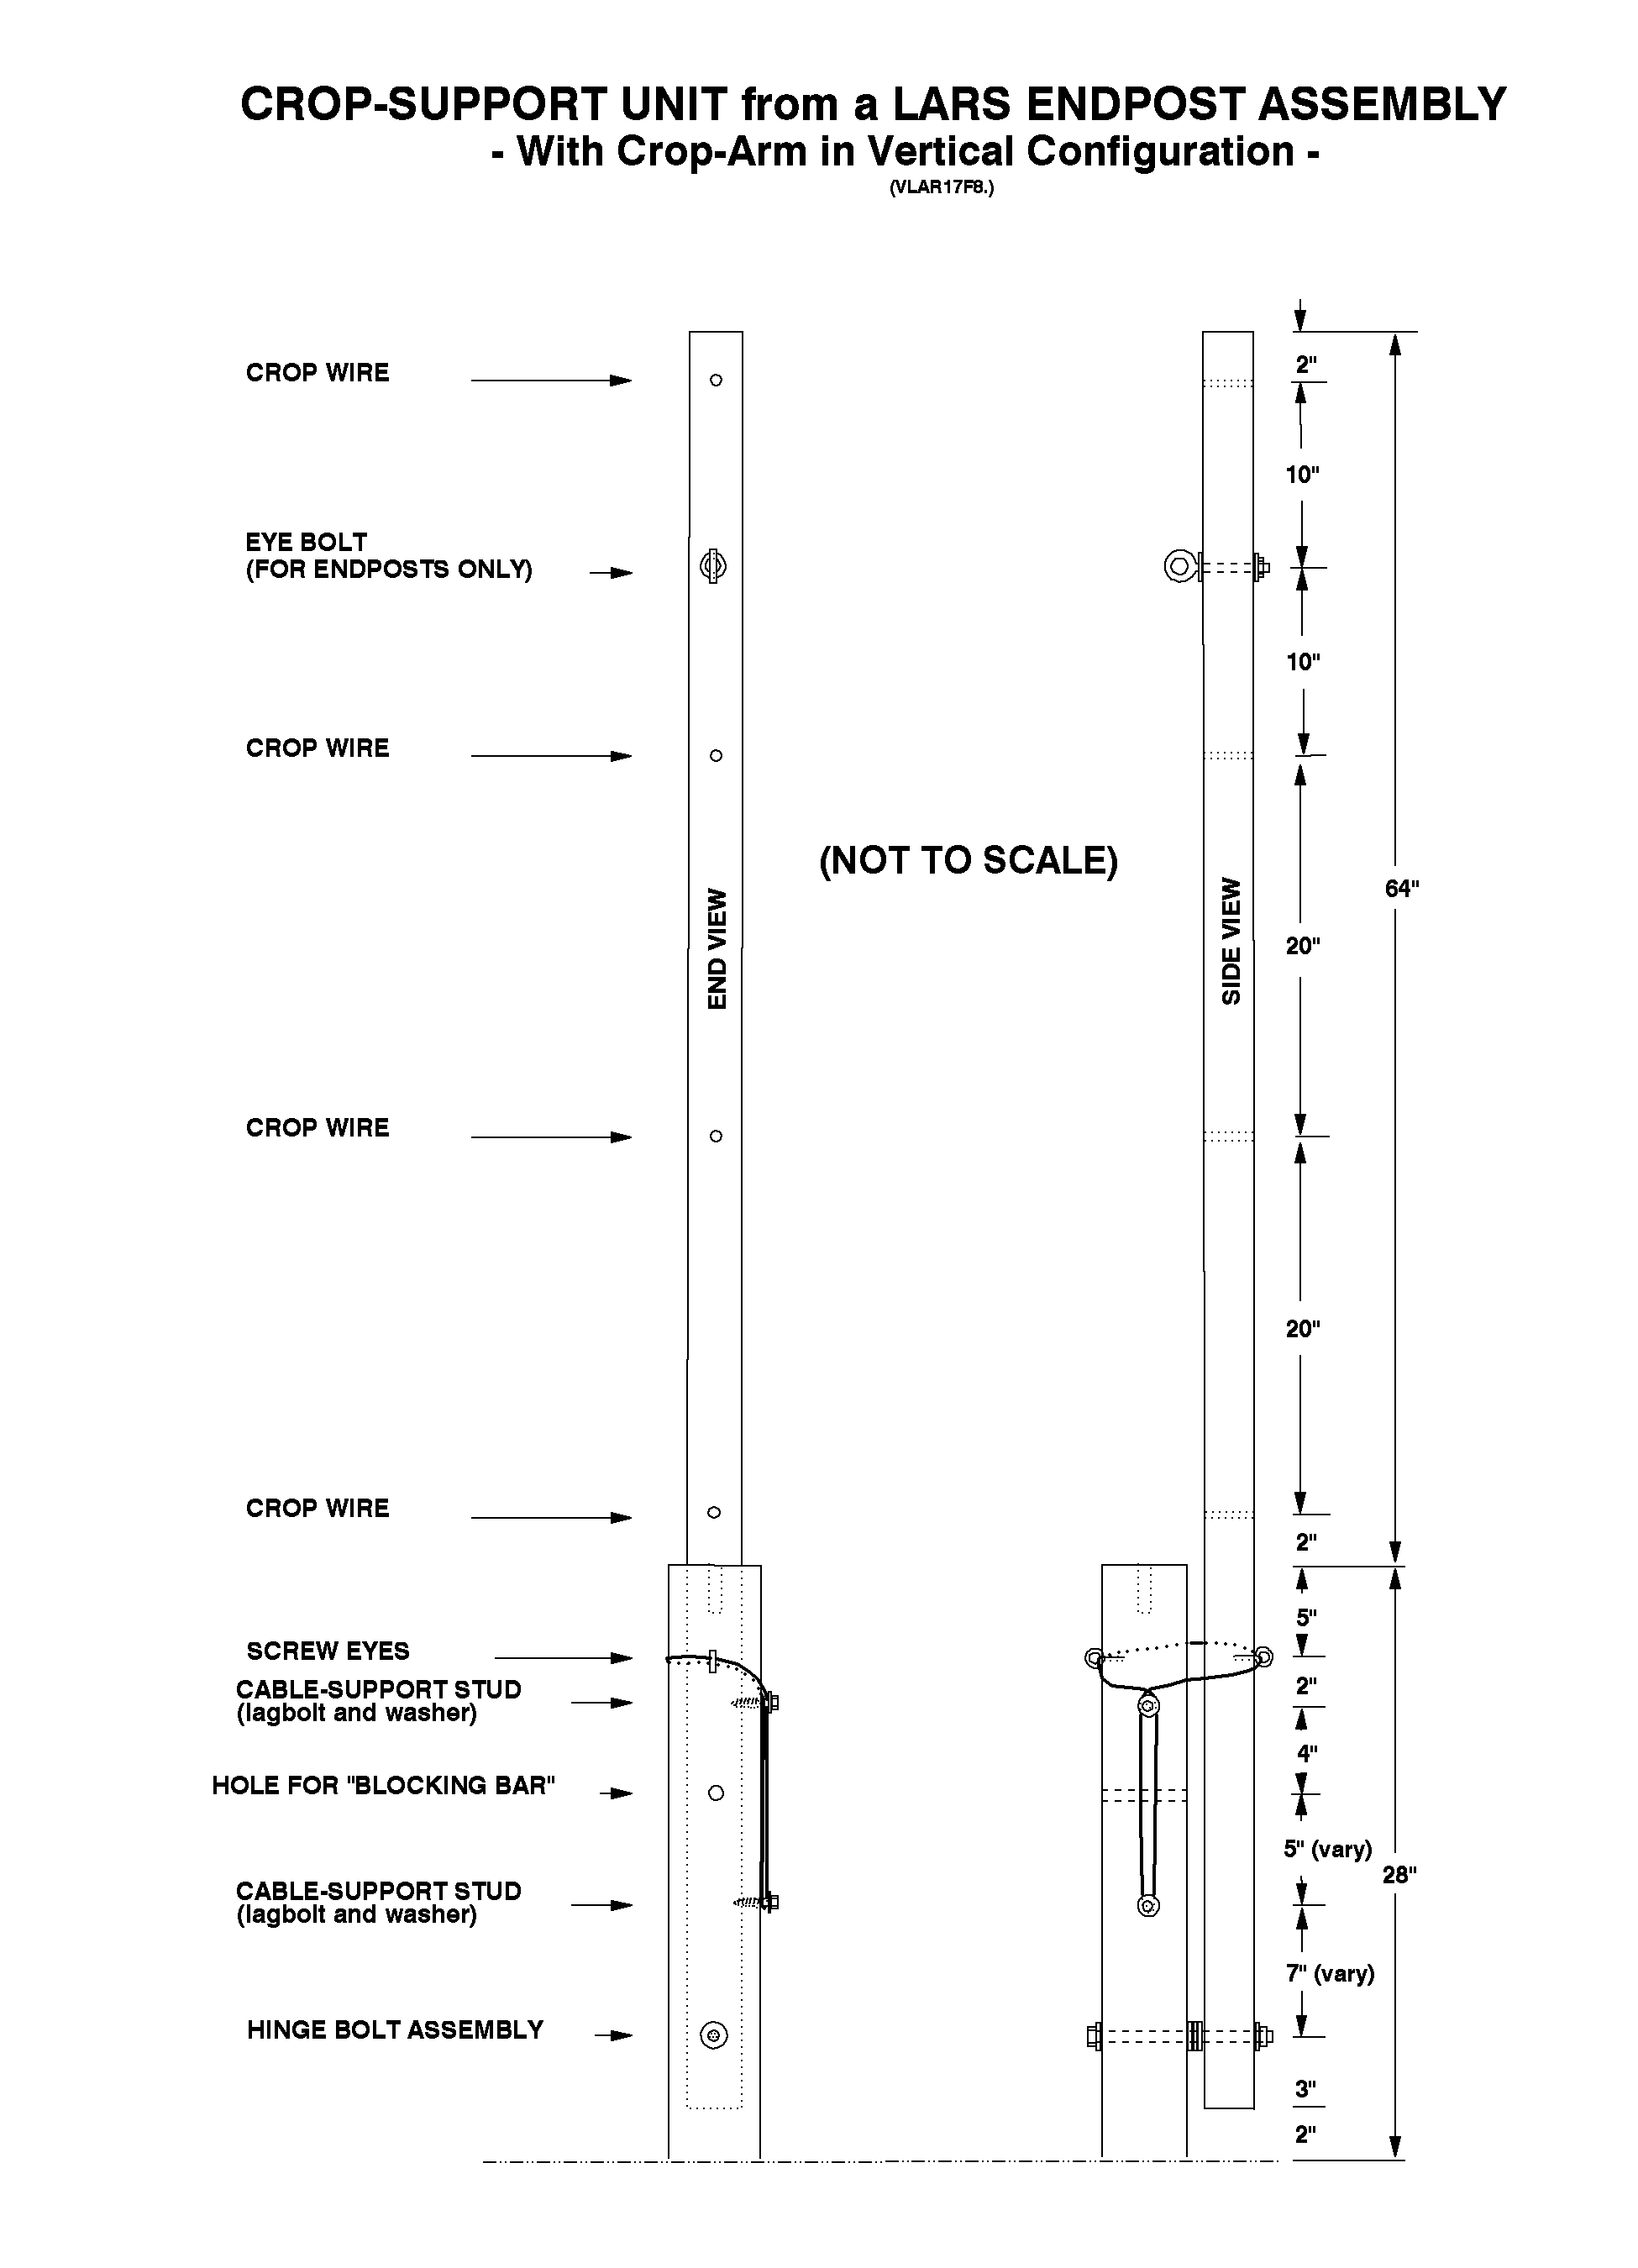 CROP-SUPPORT UNIT from a LARS ENDPOST ASSEMBLY
- With Crop-Arm in Vertical Configuration -
(VLAR17F8.)
CROP WIRE
2"
10"
EYE BOLT
(FOR ENDPOSTS ONLY)
10"
CROP WIRE
(NOT TO SCALE)
END VIEW
SIDE VIEW
64"
20"
CROP WIRE
20"
CROP WIRE
2"
5"
SCREW EYES
CABLE-SUPPORT STUD
(lagbolt and washer)
2"
4"
HOLE FOR "BLOCKING BAR"
5" (vary)
28"
CABLE-SUPPORT STUD
(lagbolt and washer)
7" (vary)
HINGE BOLT ASSEMBLY
3"
2"